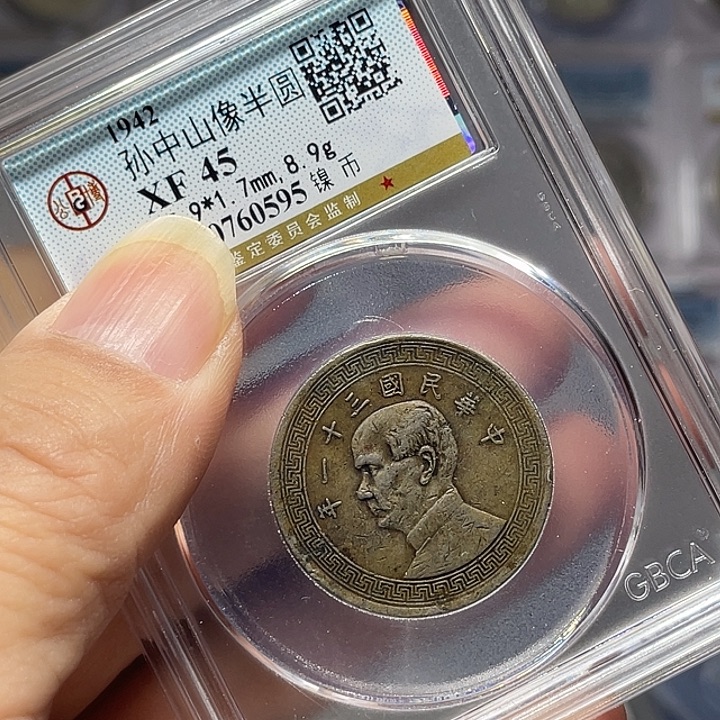 1942
孙中山像半圆
XF 45
9*1.7mm, 8.9g
0760595 镍币
鉴定委员会监制
中華民國三十一年
GBCA